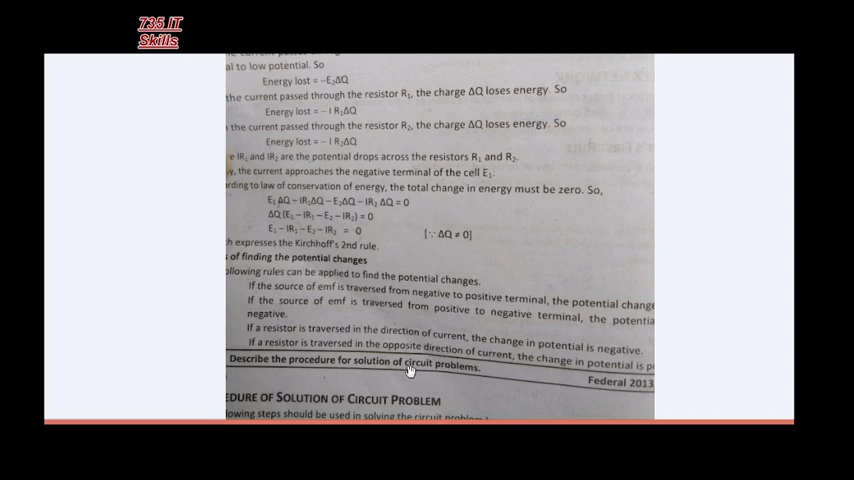 735 IT
Skills
al to low potential. So
Energy lost = −E₂ΔQ
the current passed through the resistor R₁, the charge ΔQ loses energy. So
Energy lost = − I R₁ΔQ
the current passed through the resistor R₂, the charge ΔQ loses energy. So
Energy lost = − I R₂ΔQ
e IR₁ and IR₂ are the potential drops across the resistors R₁ and R₂.
y, the current approaches the negative terminal of the cell E₁.
rding to law of conservation of energy, the total change in energy must be zero. So,
E₁ ΔQ − IR₁ΔQ − E₂ΔQ − IR₂ ΔQ = 0
ΔQ (E₁ − IR₁ − E₂ − IR₂) = 0
E₁ − IR₁ − E₂ − IR₂ = 0 [∵ ΔQ ≠ 0]
h expresses the Kirchhoff's 2nd rule.
s of finding the potential changes
ollowing rules can be applied to find the potential changes.
If the source of emf is traversed from negative to positive terminal, the potential change
If the source of emf is traversed from positive to negative terminal, the potentia
negative.
If a resistor is traversed in the direction of current, the change in potential is negative.
If a resistor is traversed in the opposite direction of current, the change in potential is p
Describe the procedure for solution of circuit problems.
Federal 2013
EDURE OF SOLUTION OF CIRCUIT PROBLEM
lowing steps should be used in solving the circuit